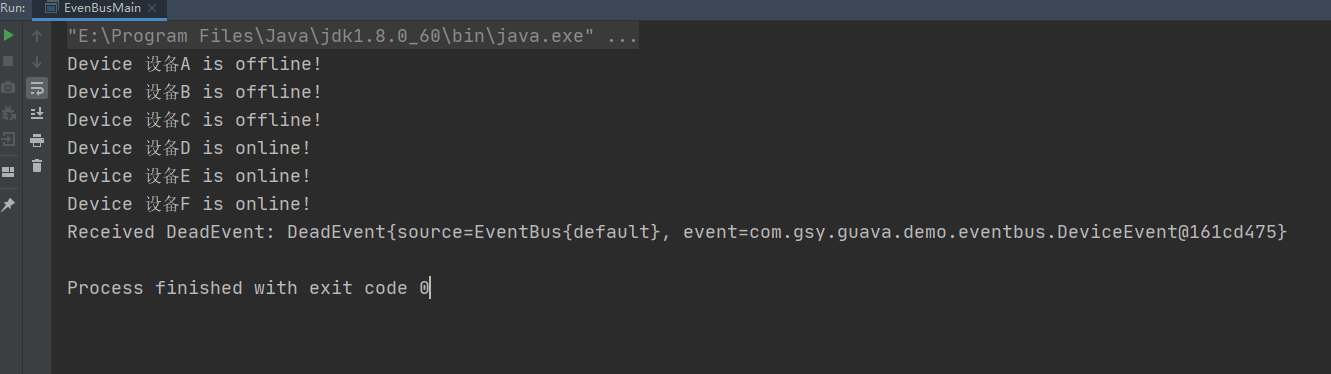 Run: EvenBusMain
"E:\Program Files\Java\jdk1.8.0_60\bin\java.exe" ...
Device 设备A is offline!
Device 设备B is offline!
Device 设备C is offline!
Device 设备D is online!
Device 设备E is online!
Device 设备F is online!
Received DeadEvent: DeadEvent{source=EventBus{default}, event=com.gsy.guava.demo.eventbus.DeviceEvent@161cd475}
Process finished with exit code 0